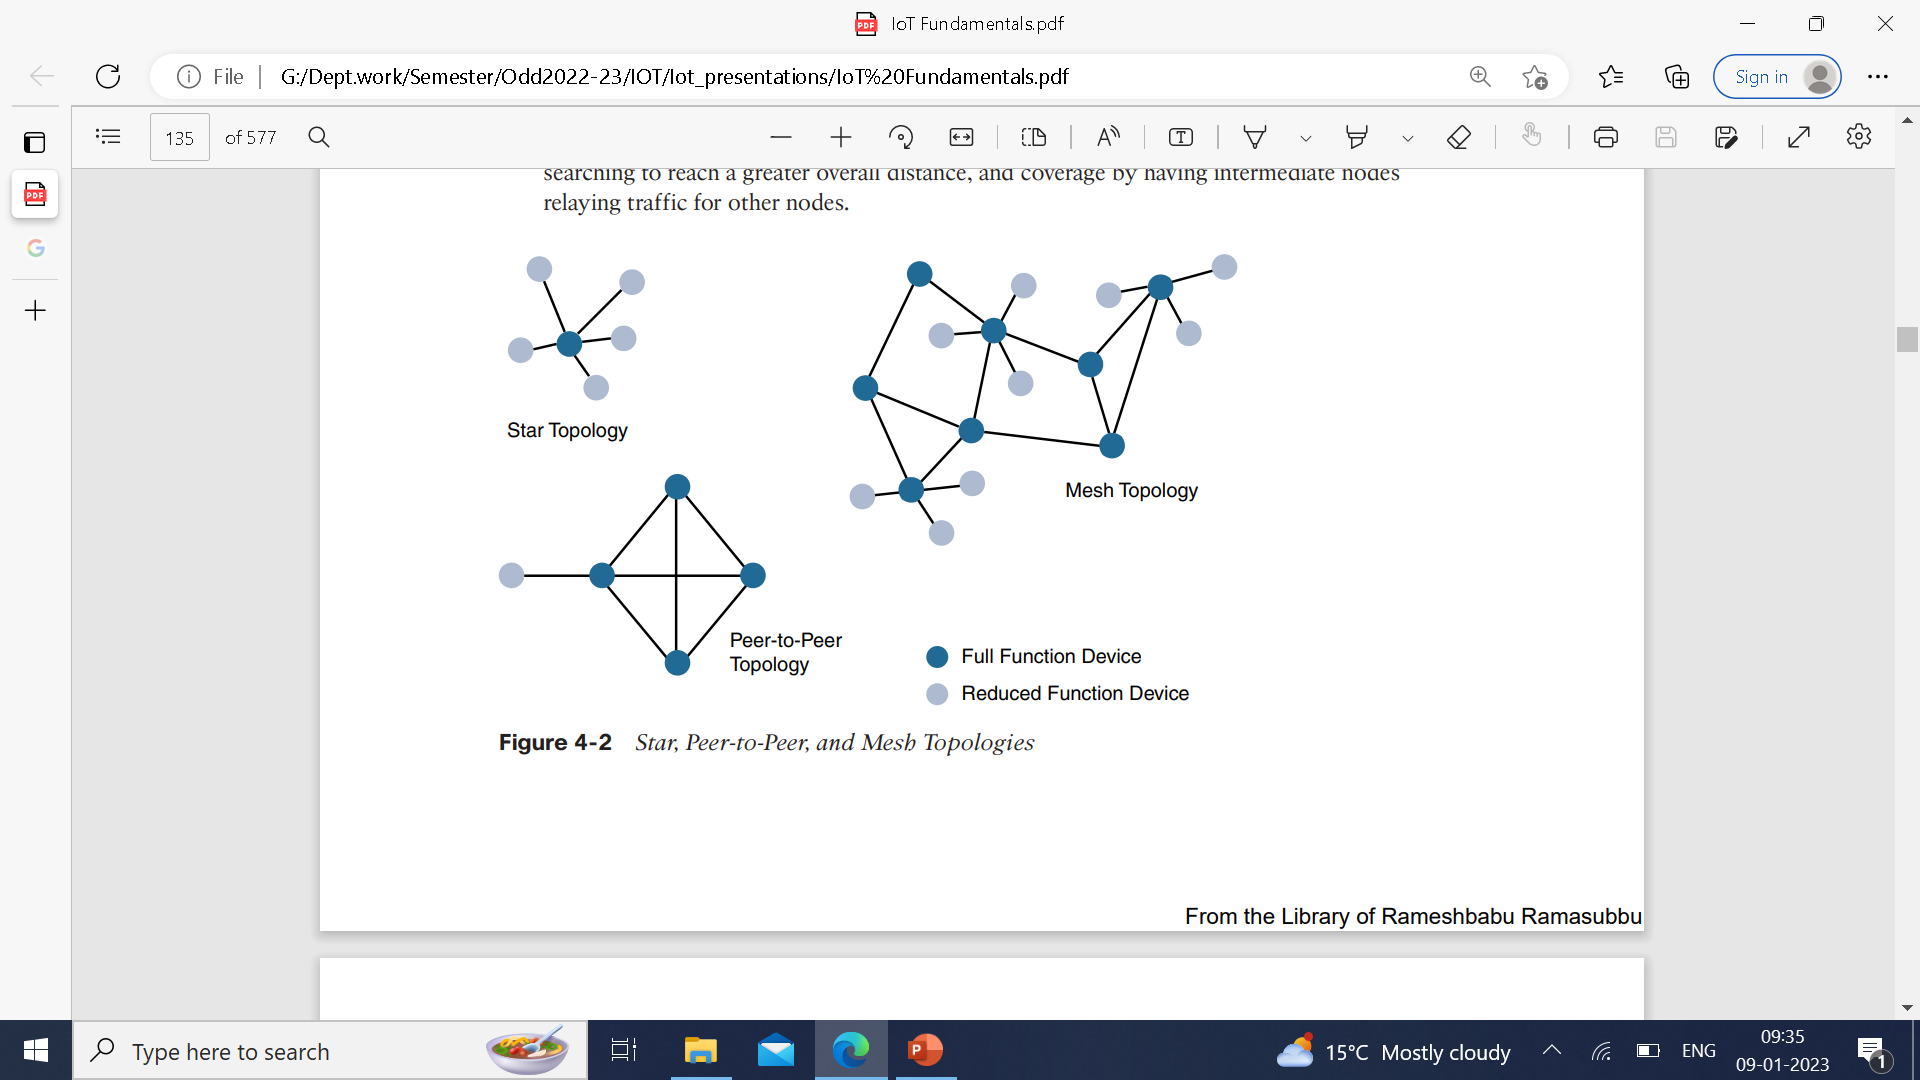 IoT Fundamentals.pdf
File
G:/Dept.work/Semester/Odd2022-23/IOT/Iot_presentations/IoT%20Fundamentals.pdf
Sign in
135
of 577
searching to reach a greater overall distance, and coverage by having intermediate nodes
relaying traffic for other nodes.
Star Topology
Mesh Topology
Peer-to-Peer
Topology
Full Function Device
Reduced Function Device
Figure 4-2 Star, Peer-to-Peer, and Mesh Topologies
From the Library of Rameshbabu Ramasubbu
Type here to search
15°C Mostly cloudy
ENG
09:35
09-01-2023
1